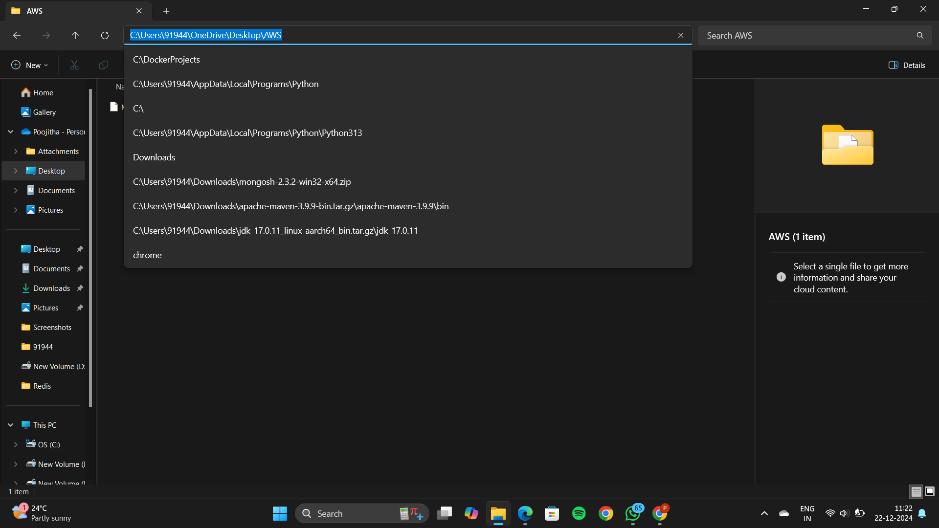 AWS
C:\Users\91944\OneDrive\Desktop\AWS
Search AWS
C:\DockerProjects
C:\Users\91944\AppData\Local\Programs\Python
C:\
C:\Users\91944\AppData\Local\Programs\Python\Python313
Downloads
C:\Users\91944\Downloads\mongosh-2.3.2-win32-x64.zip
C:\Users\91944\Downloads\apache-maven-3.9.9-bin.tar.gz\apache-maven-3.9.9\bin
C:\Users\91944\Downloads\jdk-17.0.11_linux-aarch64_bin.tar.gz\jdk-17.0.11
chrome
New
Details
Na
Home
Gallery
Poojitha - Person
Attachments
Desktop
Documents
Pictures
Desktop
Documents
Downloads
Pictures
Screenshots
91944
New Volume (D:
Redis
This PC
OS (C:)
New Volume (I
New Volume (I
AWS (1 item)
Select a single file to get more
information and share your
cloud content.
1 item
1
24°C
Partly sunny
Search
65
P
ENG
IN
11:22
22-12-2024